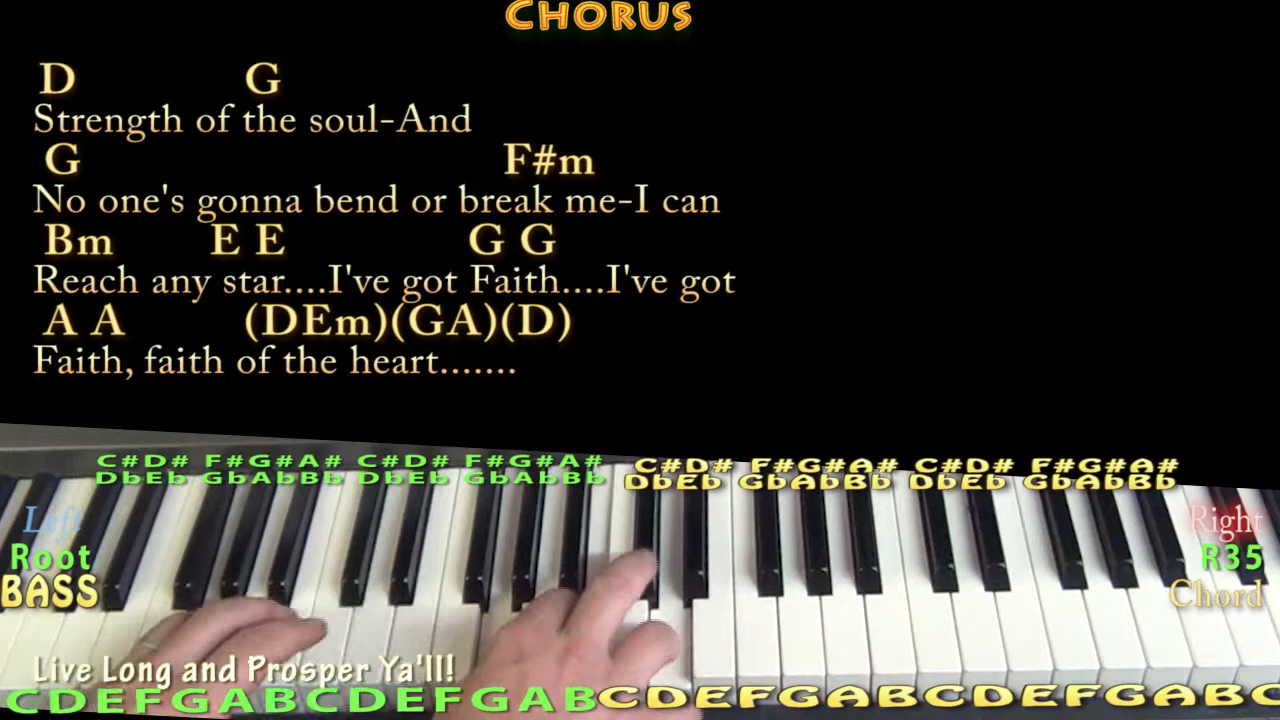 CHORUS
D G
Strength of the soul-And
G F#m
No one's gonna bend or break me-I can
Bm E E G G
Reach any star....I've got Faith....I've got
A A (DEm)(GA)(D)
Faith, faith of the heart.......
C#D# F#G#A# C#D# F#G#A# C#D# F#G#A# C#D# F#G#A#
DbEb GbAbBb DbEb GbAbBb DbEb GbAbBb DbEb GbAbBb
Left Right
Root R35
BASS Chord
Live Long and Prosper Ya'll!
CDEFGABCDEFGABCDEFGABCDEFGABC